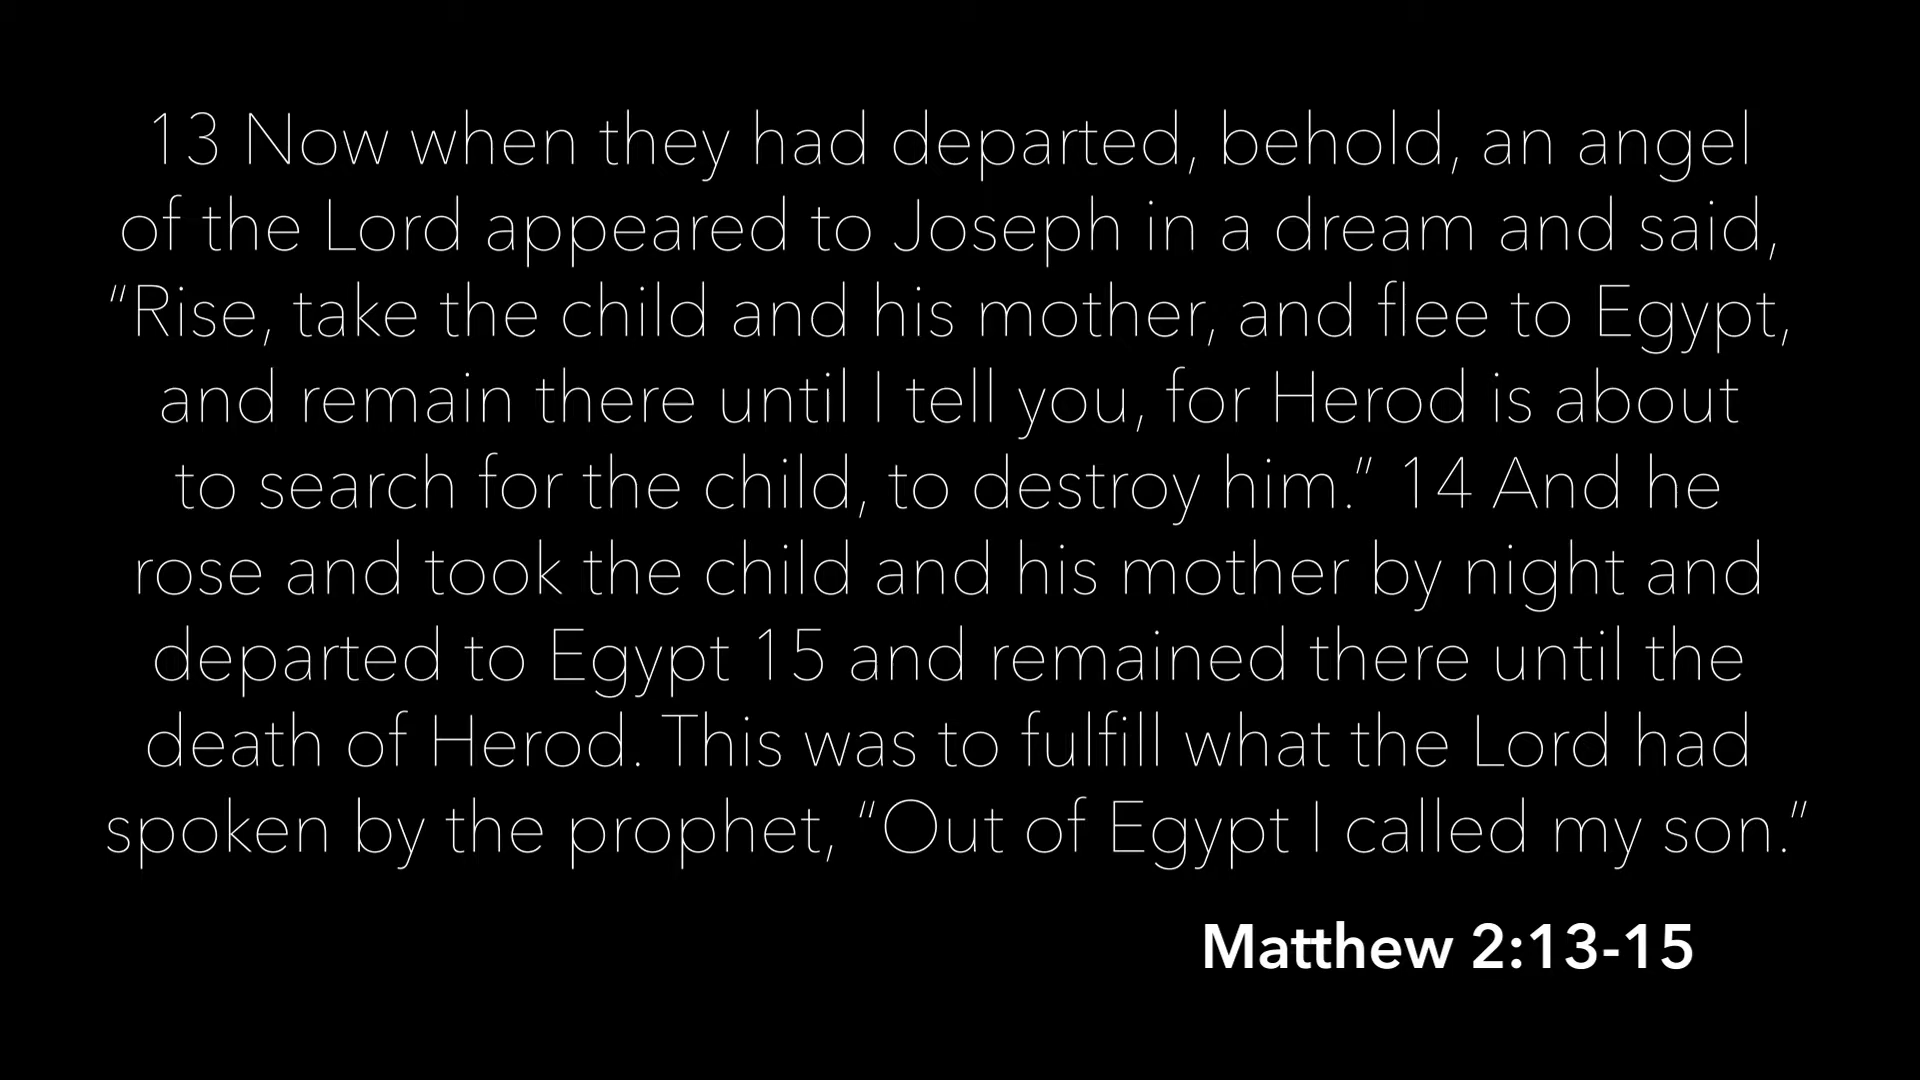 13 Now when they had departed, behold, an angel
of the Lord appeared to Joseph in a dream and said,
“Rise, take the child and his mother, and flee to Egypt,
and remain there until I tell you, for Herod is about
to search for the child, to destroy him.” 14 And he
rose and took the child and his mother by night and
departed to Egypt 15 and remained there until the
death of Herod. This was to fulfill what the Lord had
spoken by the prophet, “Out of Egypt I called my son.”
Matthew 2:13-15